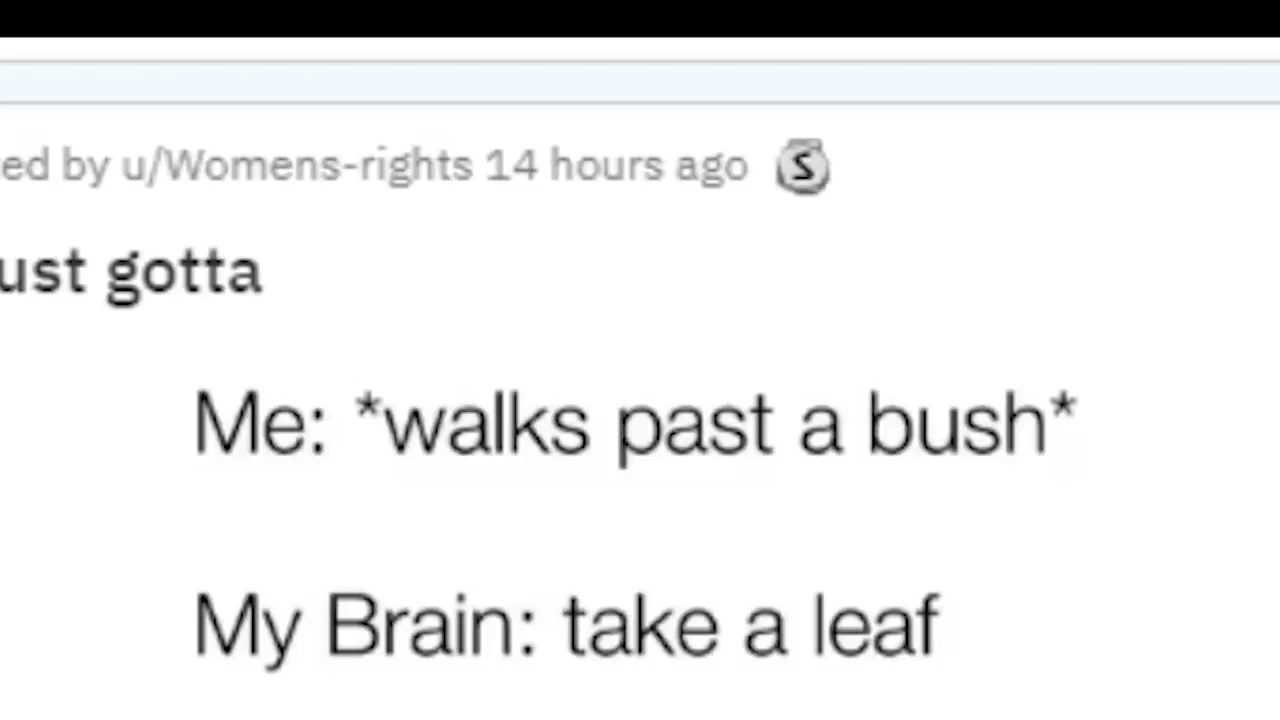 ed by u/Womens-rights 14 hours ago S
ust gotta
Me: *walks past a bush*
My Brain: take a leaf